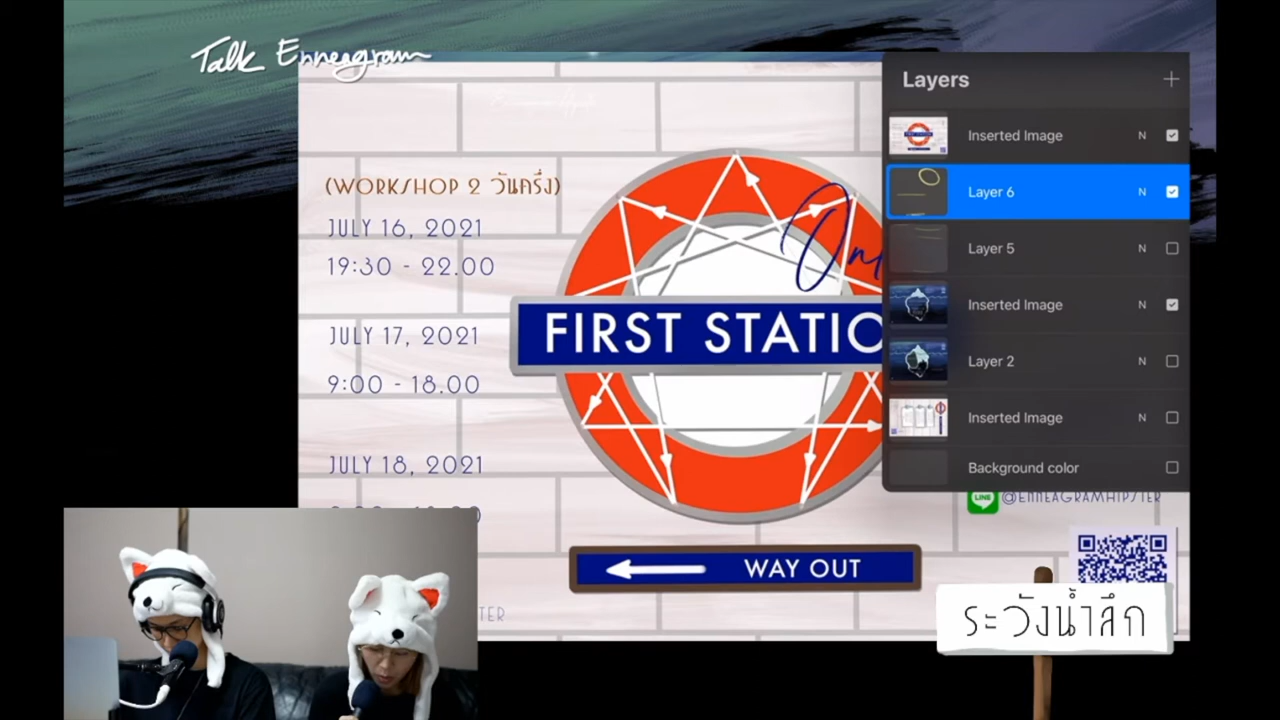 Talk Enneagram
(WORKSHOP 2 วันครึ่ง)
JULY 16, 2021
19:30 - 22.00
JULY 17, 2021
9:00 - 18.00
JULY 18, 2021
FIRST STATIO
WAY OUT
Layers
Inserted Image N
Layer 6 N
Layer 5 N
Inserted Image N
Layer 2 N
Inserted Image N
Background color
LINE @ENNEAGRAMHIPSTER
ระวังน้ำลึก